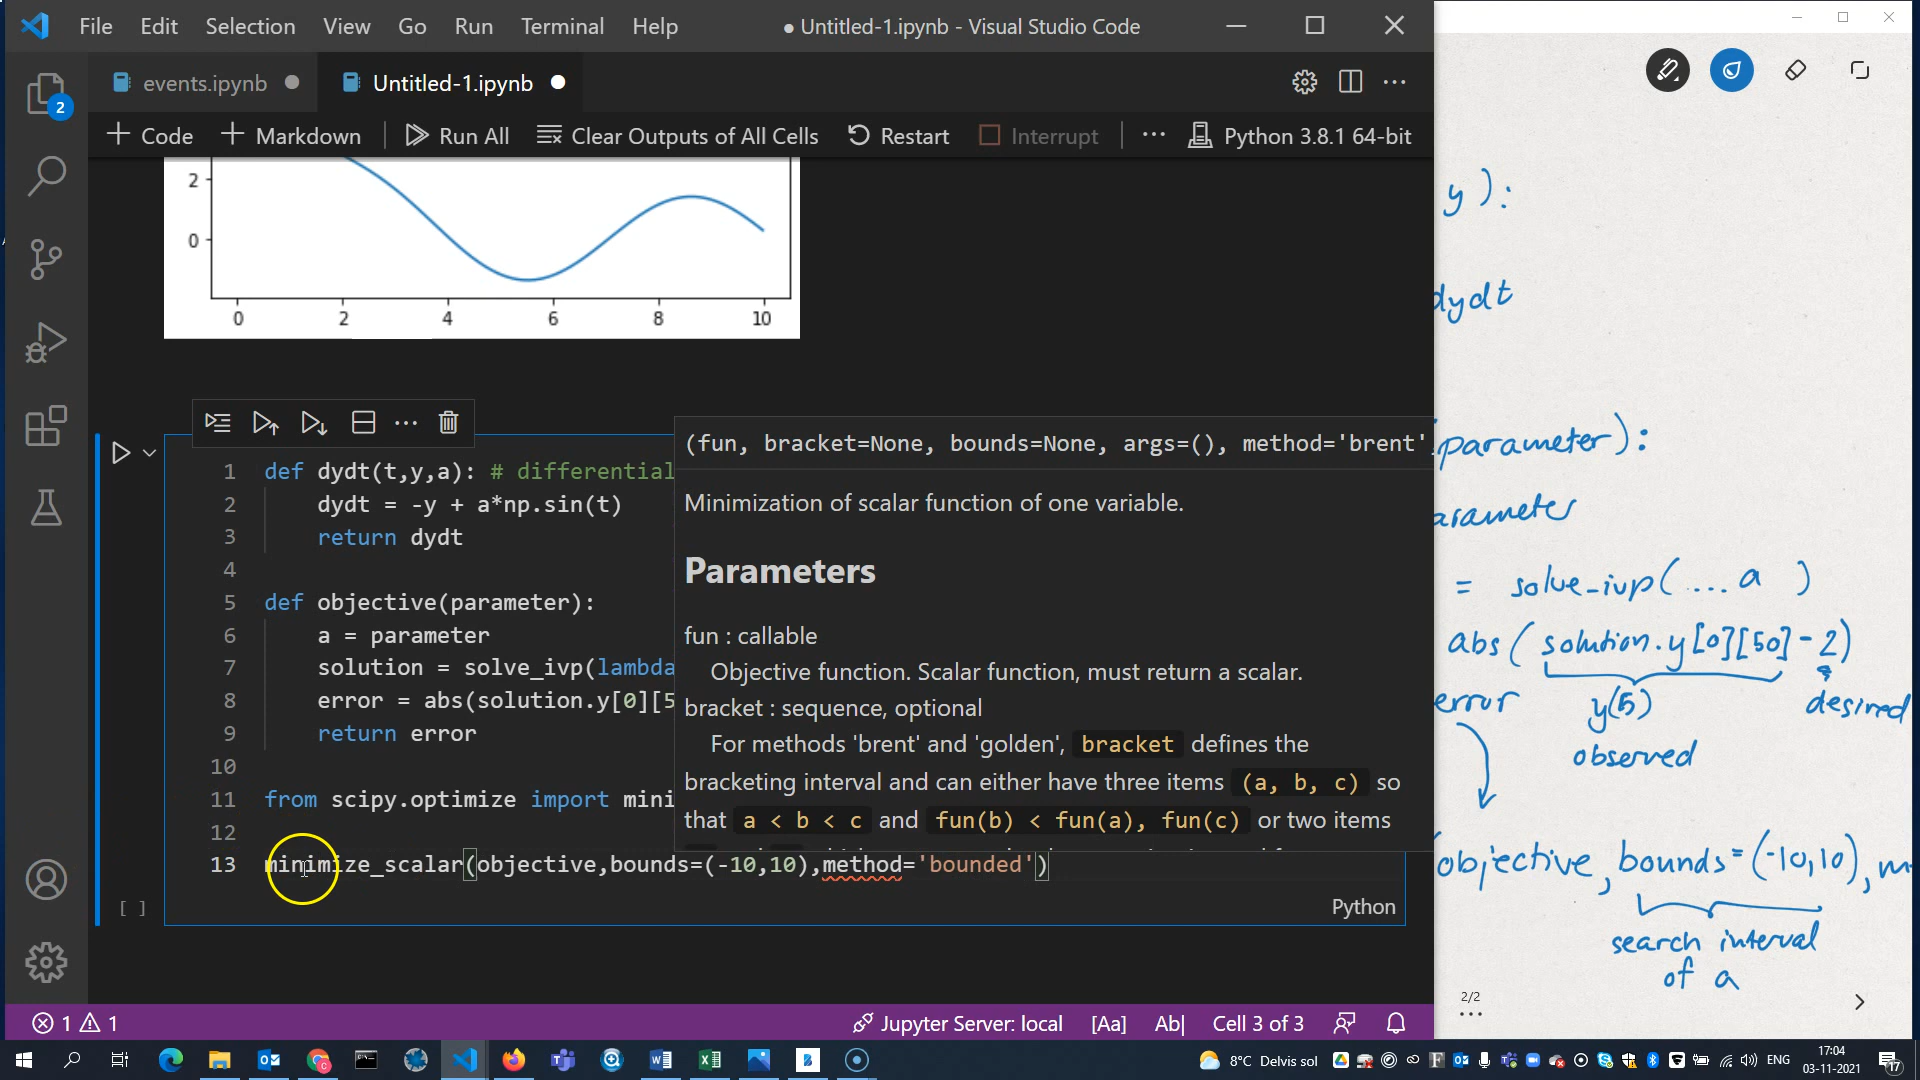 File Edit Selection View Go Run Terminal Help ● Untitled-1.ipynb - Visual Studio Code
events.ipynb Untitled-1.ipynb
2
Code Markdown Run All Clear Outputs of All Cells Restart Interrupt Python 3.8.1 64-bit
2
0
0 2 4 6 8 10
1 def dydt(t,y,a): # differential
2 dydt = -y + a*np.sin(t)
3 return dydt
4
5 def objective(parameter):
6 a = parameter
7 solution = solve_ivp(lambda
8 error = abs(solution.y[0][5
9 return error
10
11 from scipy.optimize import mini
12
13 minimize_scalar(objective,bounds=(-10,10),method='bounded')
[ ] Python
(fun, bracket=None, bounds=None, args=(), method='brent'
Minimization of scalar function of one variable.
Parameters
fun : callable
Objective function. Scalar function, must return a scalar.
bracket : sequence, optional
For methods 'brent' and 'golden', bracket defines the
bracketing interval and can either have three items (a, b, c) so
that a < b < c and fun(b) < fun(a), fun(c) or two items
1 1 Jupyter Server: local [Aa] Ab| Cell 3 of 3
y):
dydt
parameter):
arameter
= solve_ivp(....a )
abs(solution.y[0][50]-2)
error y(5) desired
observed
objective, bounds=(-10,10), m
search interval
of a
2/2
8°C Delvis sol ENG 17:04
03-11-2021 17